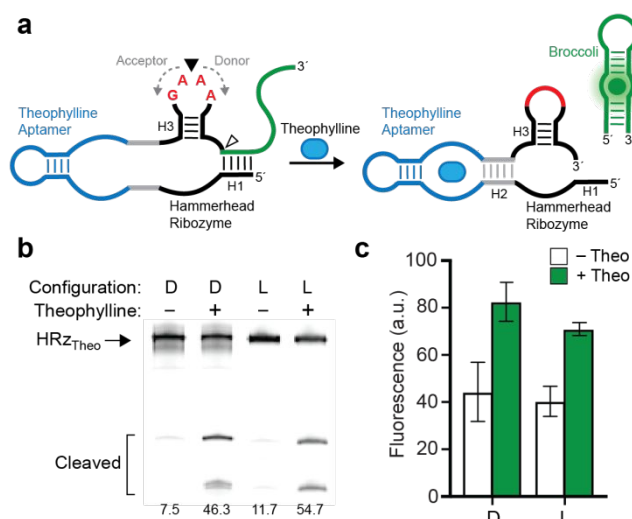 a
Acceptor
Donor
G A A A
3´
Broccoli
Theophylline
Aptamer
H3
Theophylline
H1
5´
Hammerhead
Ribozyme
Theophylline
Aptamer
H3
3´
H2
H1
5´
Hammerhead
Ribozyme
5´ 3´
b
Configuration: D D L L
Theophylline: – + – +
HRzTheo
Cleaved
7.5 46.3 11.7 54.7
c
– Theo
+ Theo
Fluorescence (a.u.)
100
80
60
40
20
0